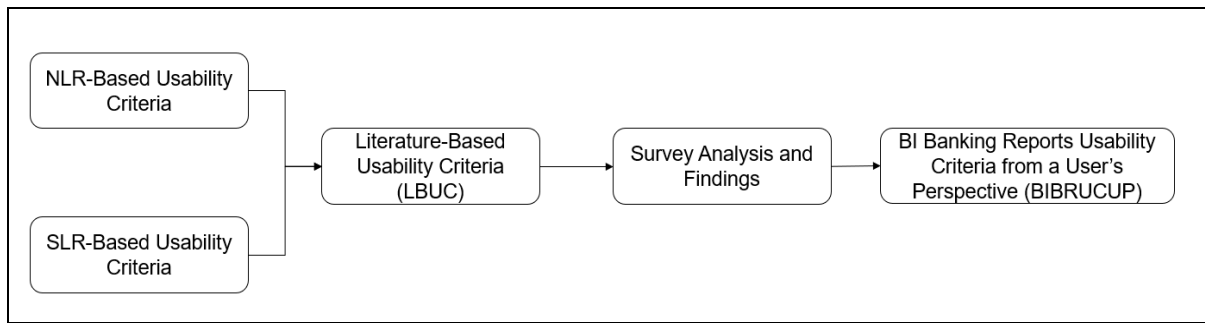 NLR-Based Usability
Criteria
SLR-Based Usability
Criteria
Literature-Based
Usability Criteria
(LBUC)
Survey Analysis and
Findings
BI Banking Reports Usability
Criteria from a User's
Perspective (BIBRUCUP)